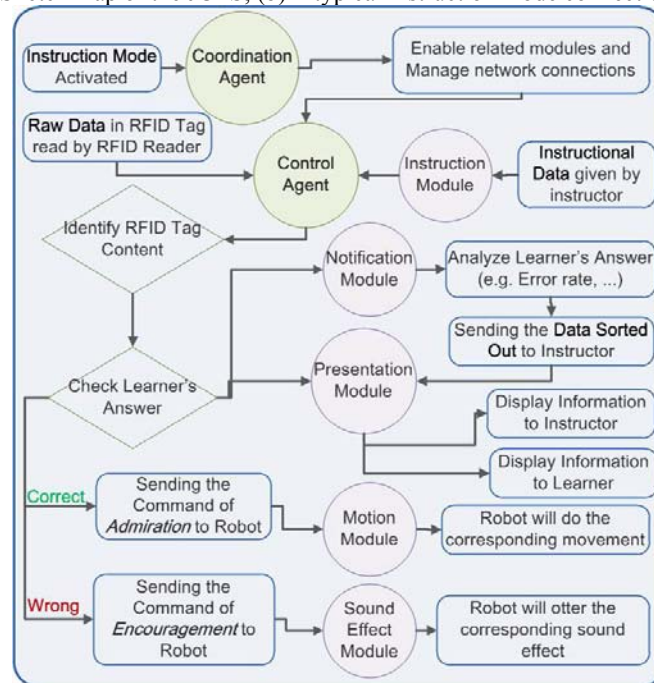 Instruction Mode
Activated
Coordination
Agent
Enable related modules and
Manage network connections
Raw Data in RFID Tag
read by RFID Reader
Control
Agent
Instruction
Module
Instructional
Data given by
instructor
Identify RFID Tag
Content
Notification
Module
Analyze Learner's Answer
(e.g. Error rate, ...)
Sending the Data Sorted
Out to Instructor
Check Learner's
Answer
Presentation
Module
Display Information
to Instructor
Display Information
to Learner
Correct
Sending the
Command of
Admiration to Robot
Motion
Module
Robot will do the
corresponding movement
Wrong
Sending the
Command of
Encouragement to
Robot
Sound
Effect
Module
Robot will otter the
corresponding sound
effect